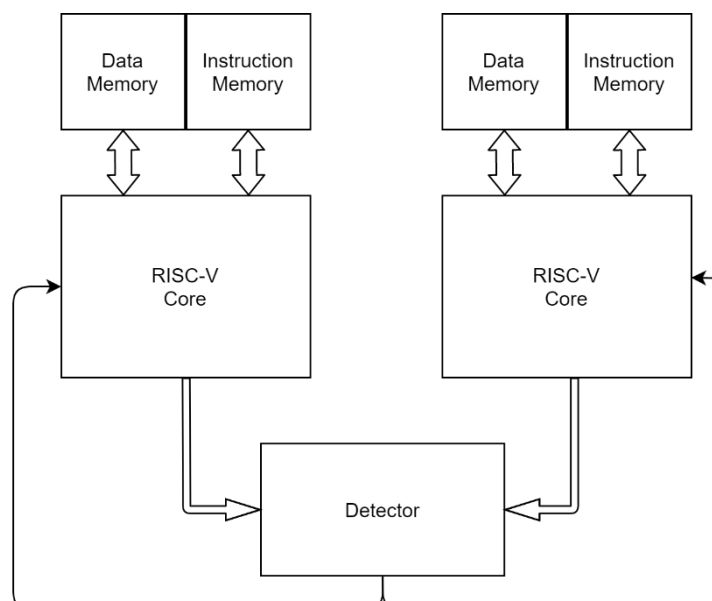 Data
Memory
Instruction
Memory
Data
Memory
Instruction
Memory
RISC-V
Core
RISC-V
Core
Detector